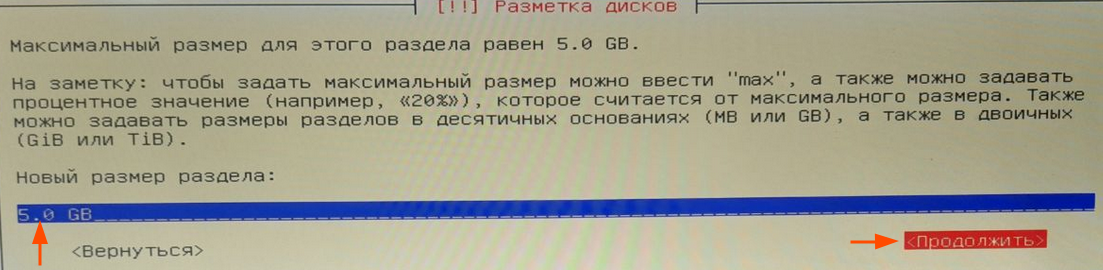 [!!] Разметка дисков
Максимальный размер для этого раздела равен 5.0 GB.
На заметку: чтобы задать максимальный размер можно ввести "max", а также можно задавать
процентное значение (например, «20%»), которое считается от максимального размера. Также
можно задавать размеры разделов в десятичных основаниях (MB или GB), а также в двоичных
(GiB или TiB).
Новый размер раздела:
5.0 GB
<Вернуться> <Продолжить>